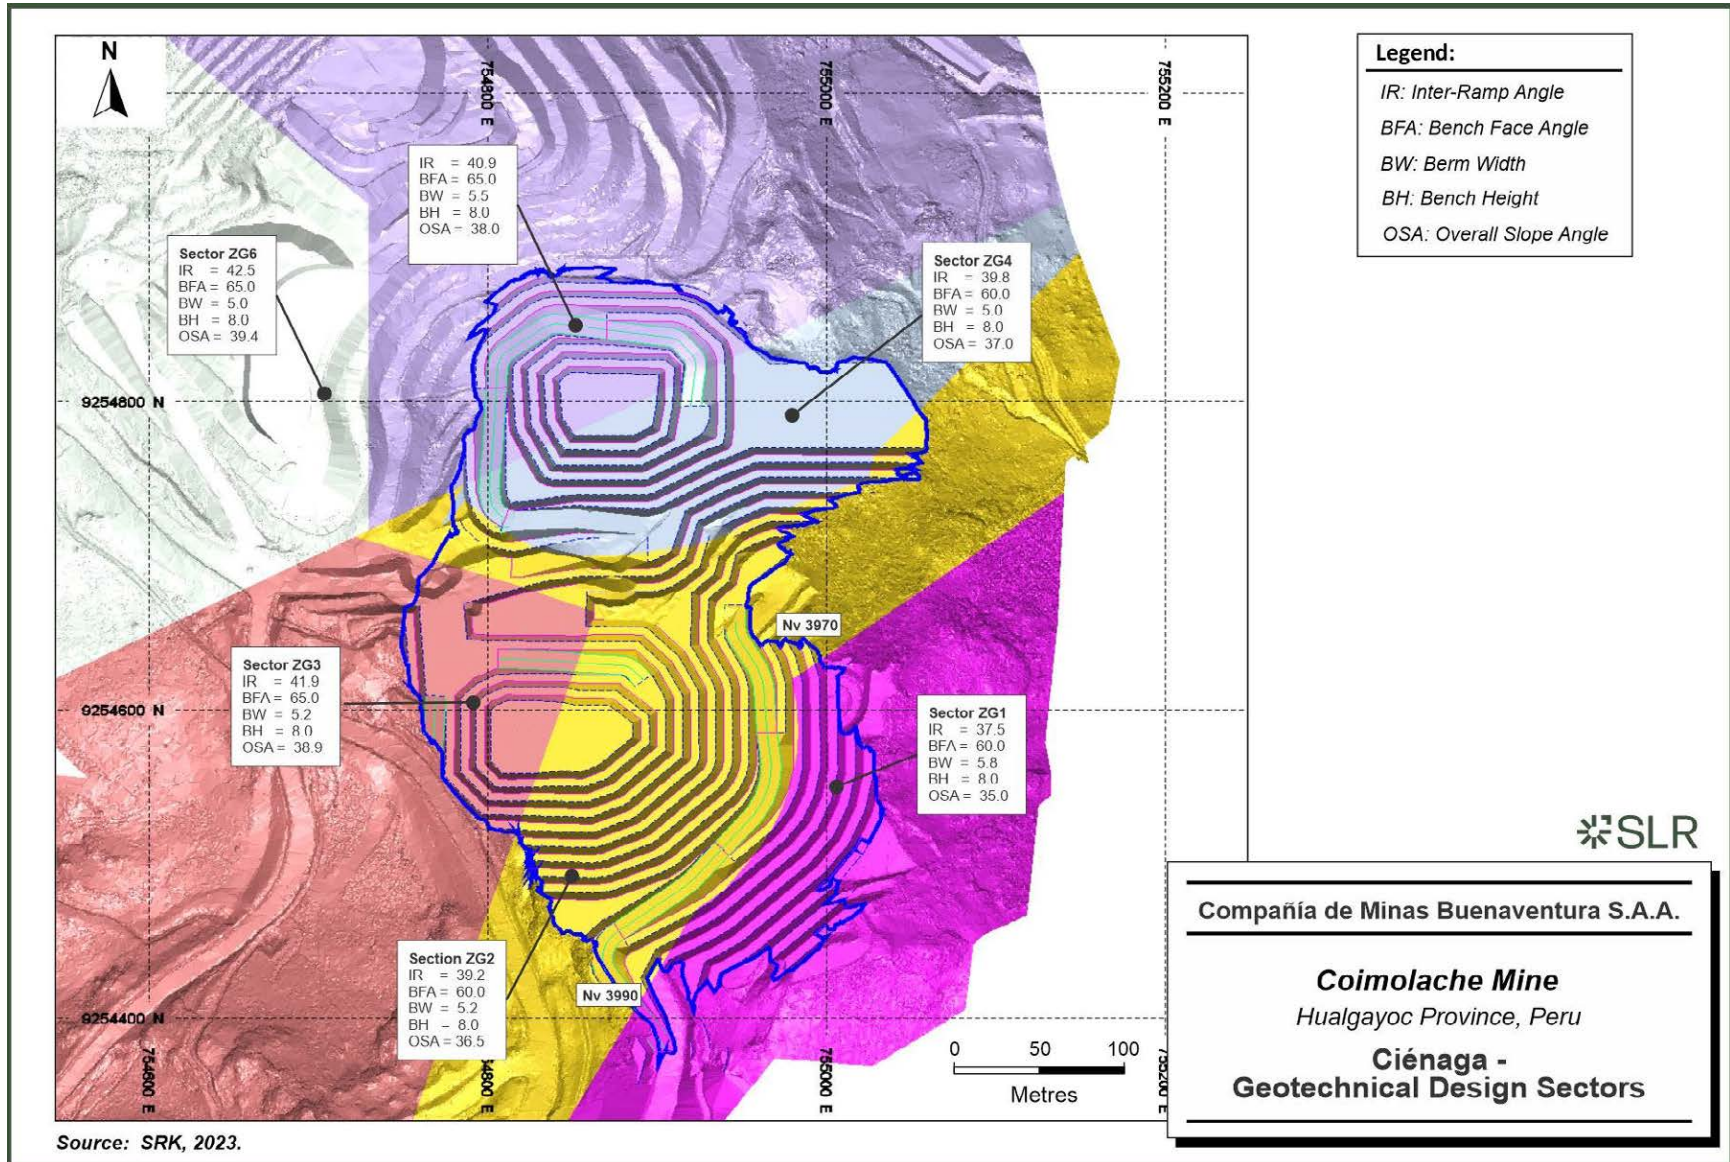 N
754800 E
755000 E
755200 E
Legend:
IR: Inter-Ramp Angle
BFA: Bench Face Angle
BW: Berm Width
BH: Bench Height
OSA: Overall Slope Angle
IR = 40.9
BFA = 65.0
BW = 5.5
BH = 8.0
OSA = 38.0
Sector ZG6
IR = 42.5
BFA = 65.0
BW = 5.0
BH = 8.0
OSA = 39.4
Sector ZG4
IR = 39.8
BFA = 60.0
BW = 5.0
BH = 8.0
OSA = 37.0
9254800 N
Nv 3970
Sector ZG3
IR = 41.9
BFA = 65.0
BW = 5.2
BH = 8.0
OSA = 38.9
9254600 N
Sector ZG1
IR = 37.5
BFA = 60.0
BW = 5.8
BH = 8.0
OSA = 35.0
Section ZG2
IR = 39.2
BFA = 60.0
BW = 5.2
BH = 8.0
OSA = 36.5
Nv 3990
9254400 N
754600 E
754800 E
755000 E
755200 E
0 50 100
Metres
SLR
Compañía de Minas Buenaventura S.A.A.
Coimolache Mine
Hualgayoc Province, Peru
Ciénaga -
Geotechnical Design Sectors
Source: SRK, 2023.